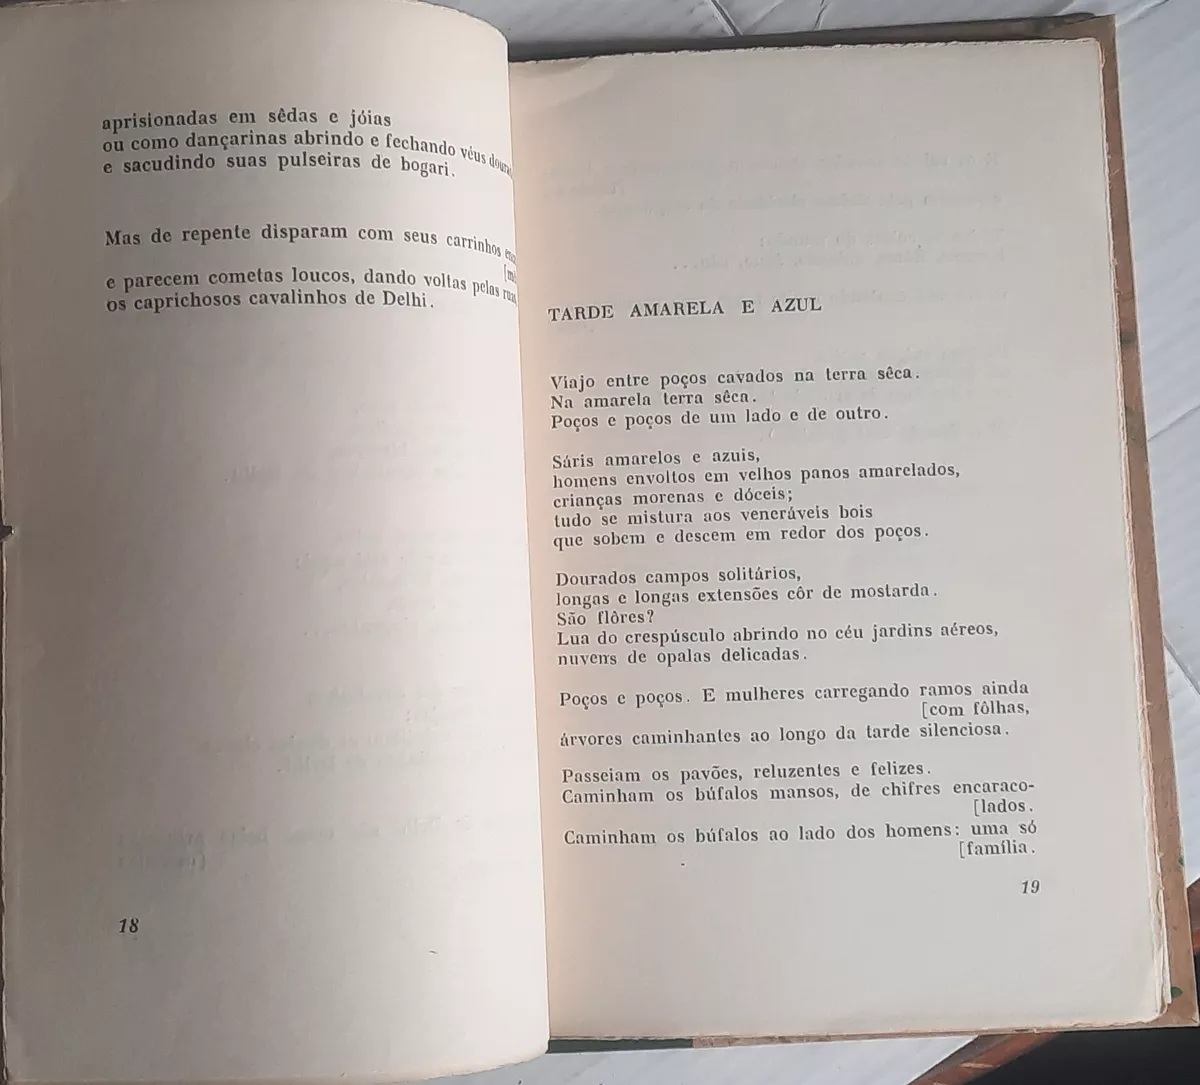 aprisionadas em sêdas e jóias
ou como dançarinas abrindo e fechando véus
e sacudindo suas pulseiras de bogari.
Mas de repente disparam com seus carrinhos
e parecem cometas loucos, dando voltas pelas
os caprichosos cavalinhos de Delhi.
18
TARDE AMARELA E AZUL
Viajo entre poços cavados na terra sêca.
Na amarela terra sêca.
Poços e poços de um lado e de outro.
Sáris amarelos e azuis,
homens envoltos em velhos panos amarelados,
crianças morenas e dóceis;
tudo se mistura aos veneráveis bois
que sobem e descem em redor dos poços.
Dourados campos solitários,
longas e longas extensões côr de mostarda.
São flôres?
Lua do crespúsculo abrindo no céu jardins aéreos,
nuvens de opalas delicadas.
Poços e poços. E mulheres carregando ramos ainda
[com fôlhas,
árvores caminhantes ao longo da tarde silenciosa.
Passeiam os pavões, reluzentes e felizes.
Caminham os búfalos mansos, de chifres encaraco-
[lados.
Caminham os búfalos ao lado dos homens: uma só
[família.
19